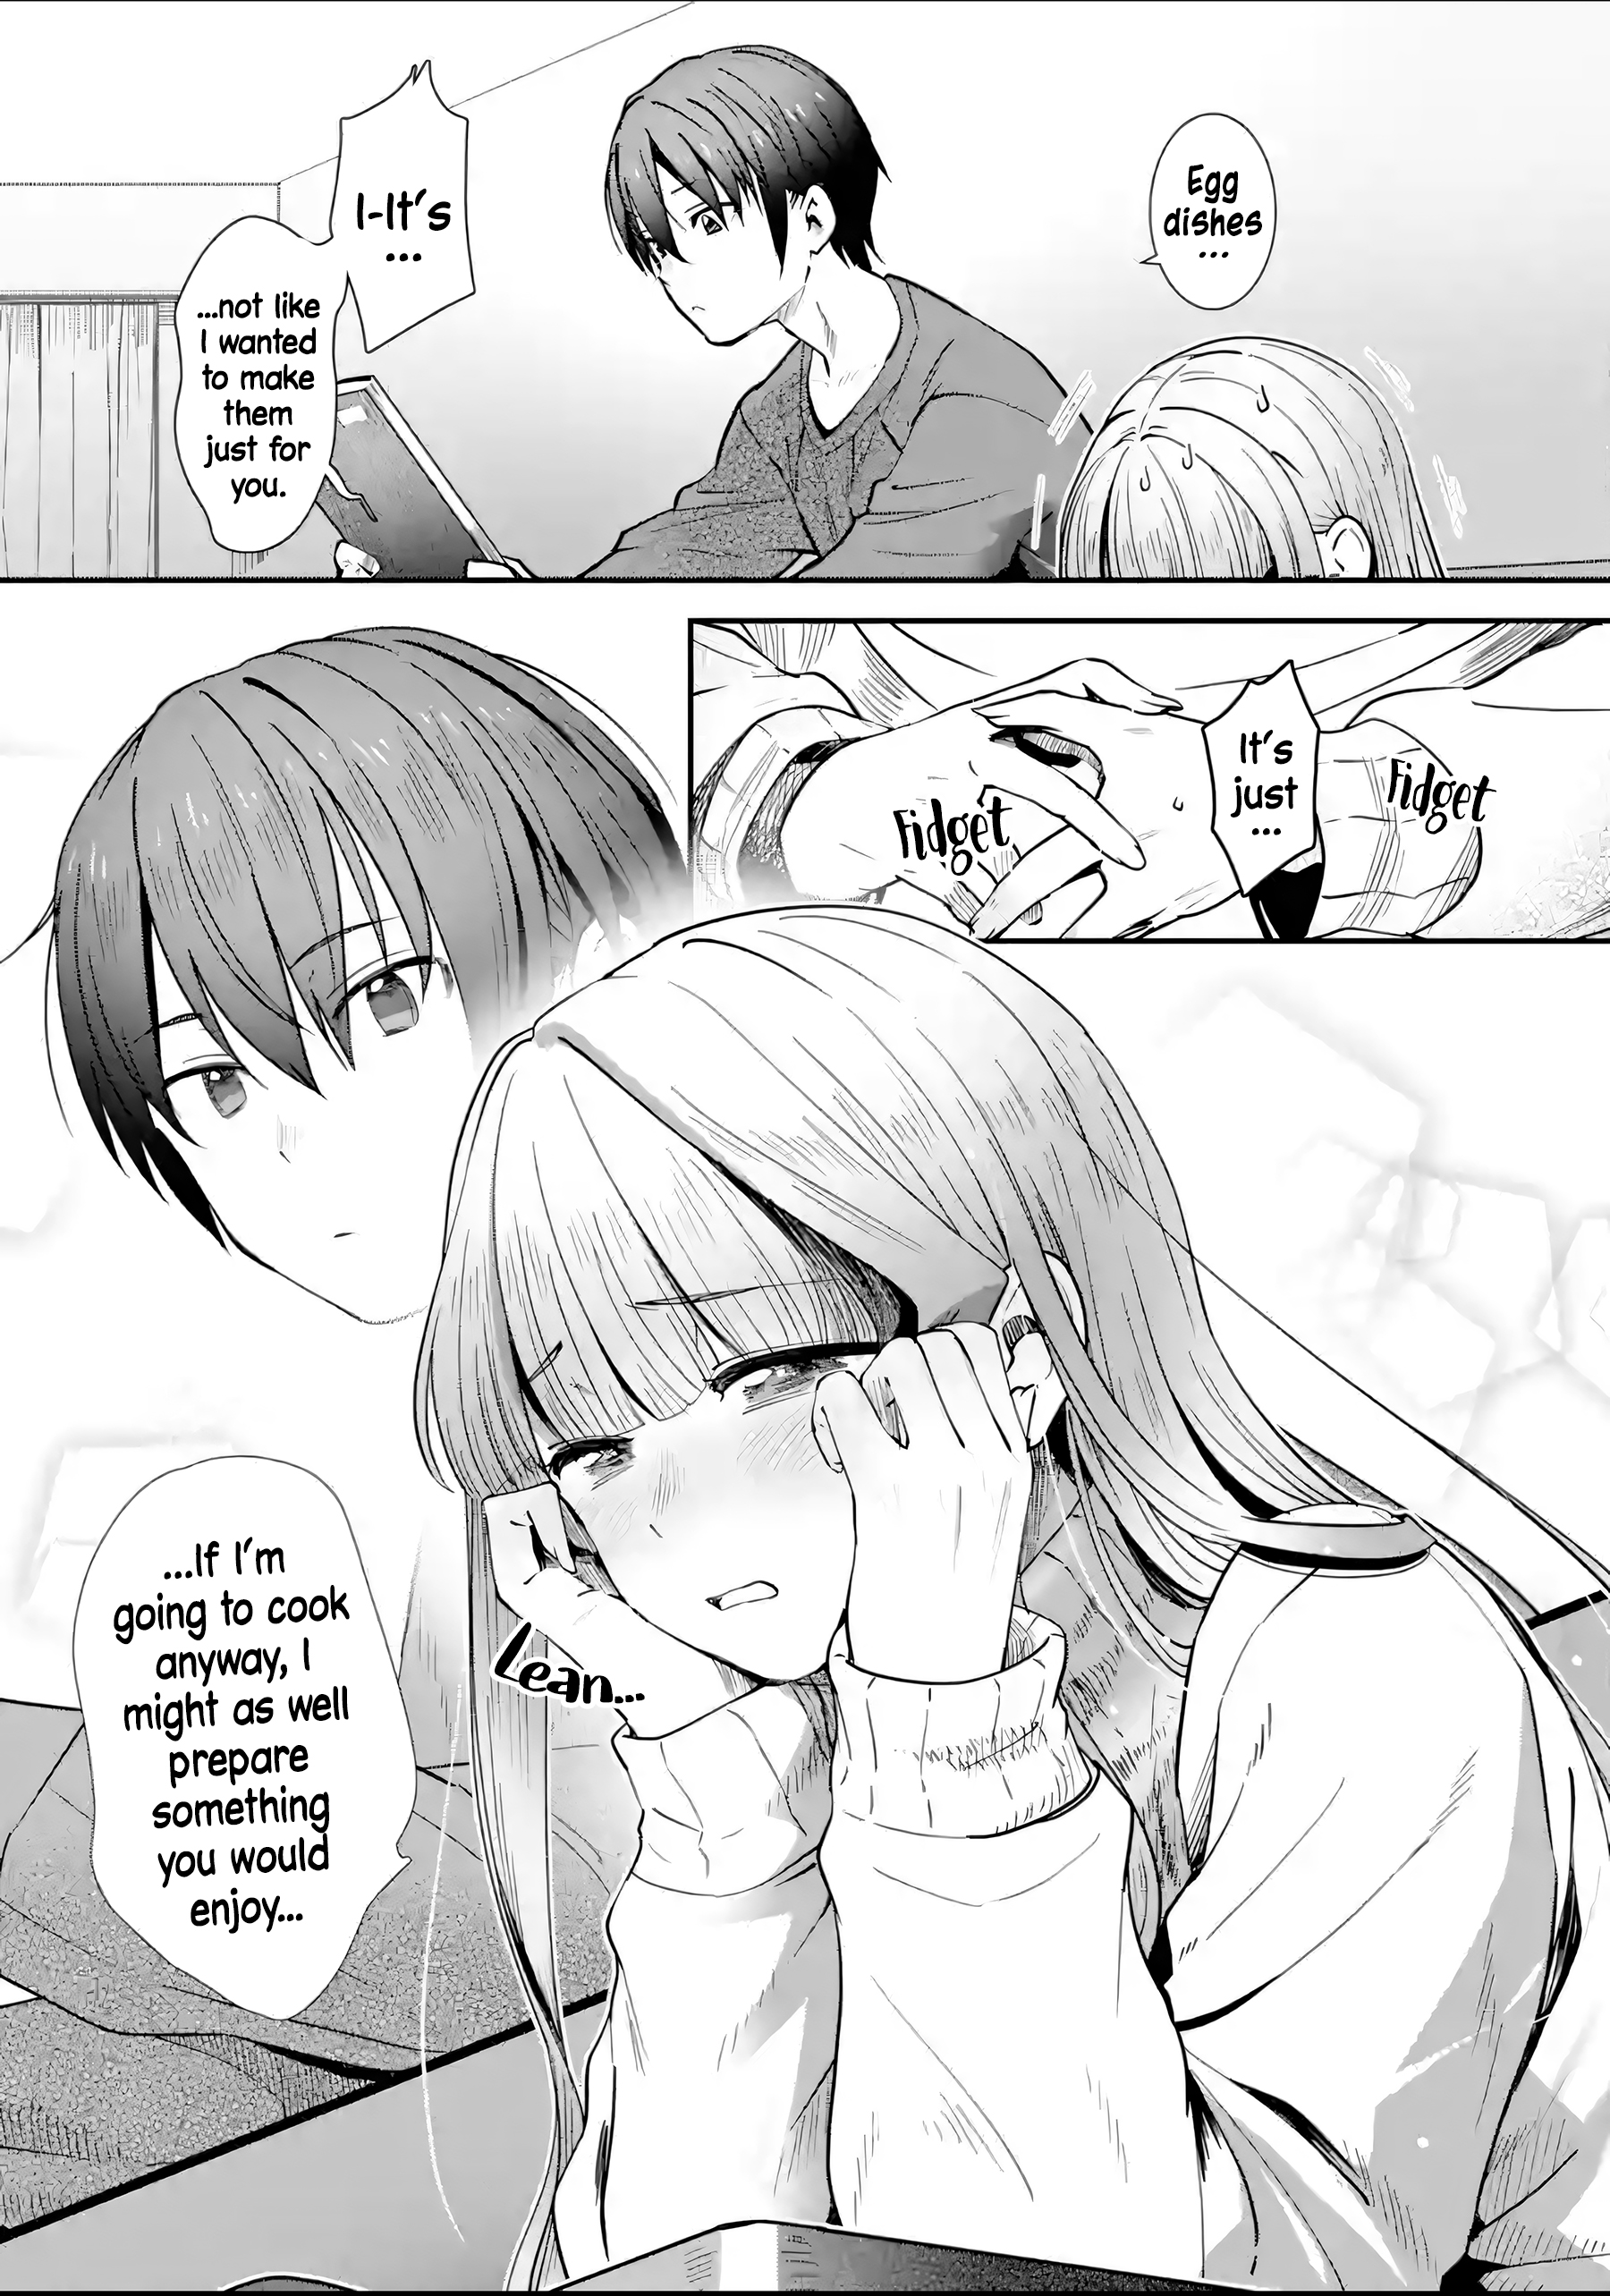 Egg
dishes
...
I-It's
...
...not like
I wanted
to make
them
just for
you.
It's
just
...
Fidget
Fidget
...If I'm
going to cook
anyway, I
might as well
prepare
something
you would
enjoy...
Lean...